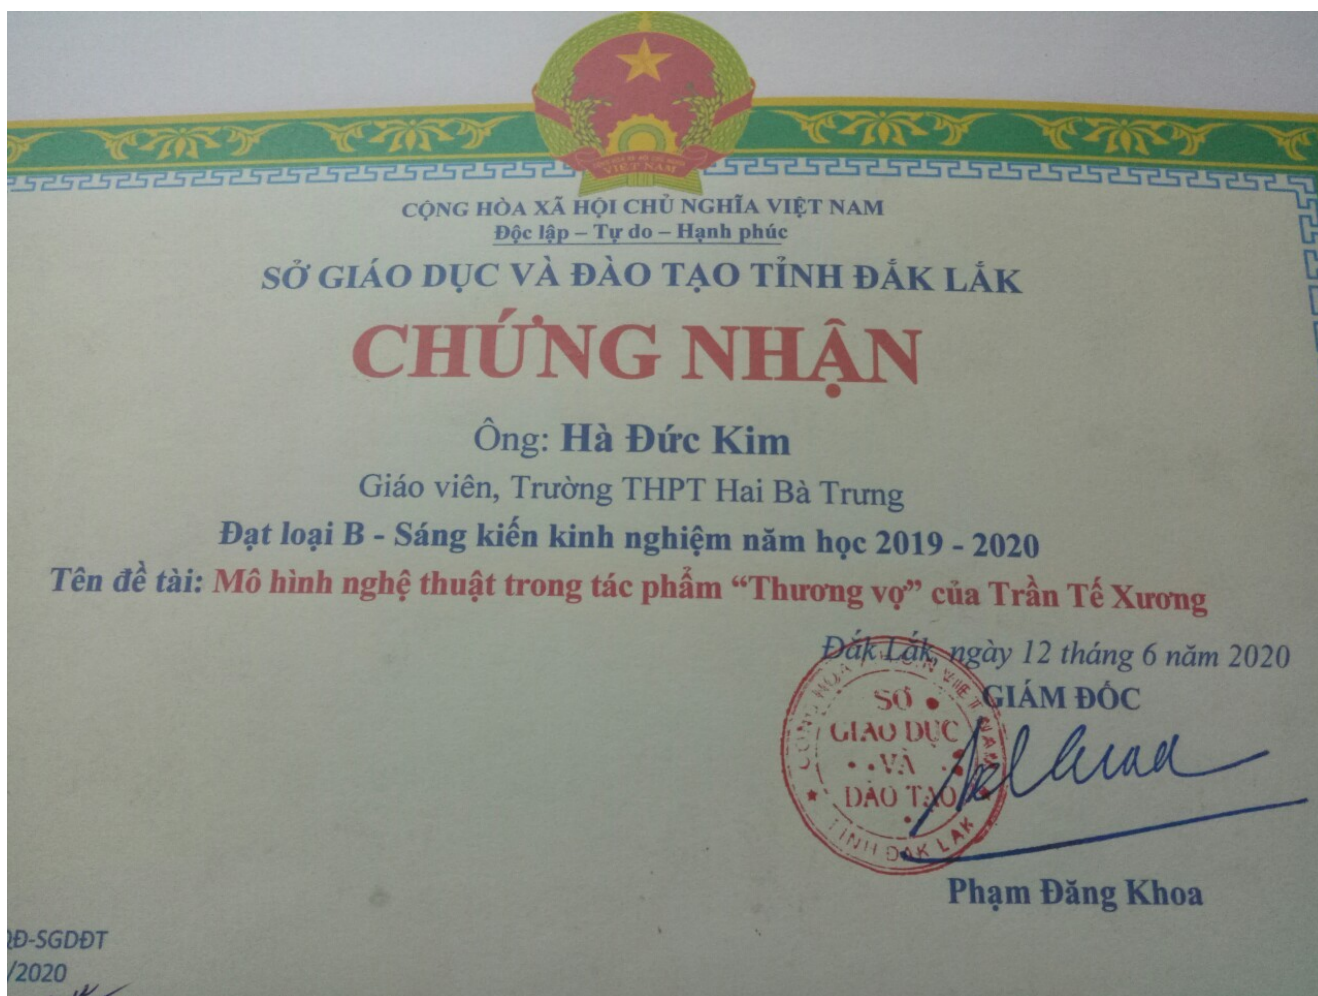 VIỆT NAM
CỘNG HÒA XÃ HỘI CHỦ NGHĨA VIỆT NAM
Độc lập – Tự do – Hạnh phúc
SỞ GIÁO DỤC VÀ ĐÀO TẠO TỈNH ĐẮK LẮK
CHỨNG NHẬN
Ông: Hà Đức Kim
Giáo viên, Trường THPT Hai Bà Trưng
Đạt loại B - Sáng kiến kinh nghiệm năm học 2019 - 2020
Tên đề tài: Mô hình nghệ thuật trong tác phẩm “Thương vợ” của Trần Tế Xương
Đắk Lắk, ngày 12 tháng 6 năm 2020
GIÁM ĐỐC
SỞ
GIÁO DỤC
VÀ
ĐÀO TẠO
TỈNH ĐẮK LẮK
Phạm Đăng Khoa
QĐ-SGDĐT
/2020